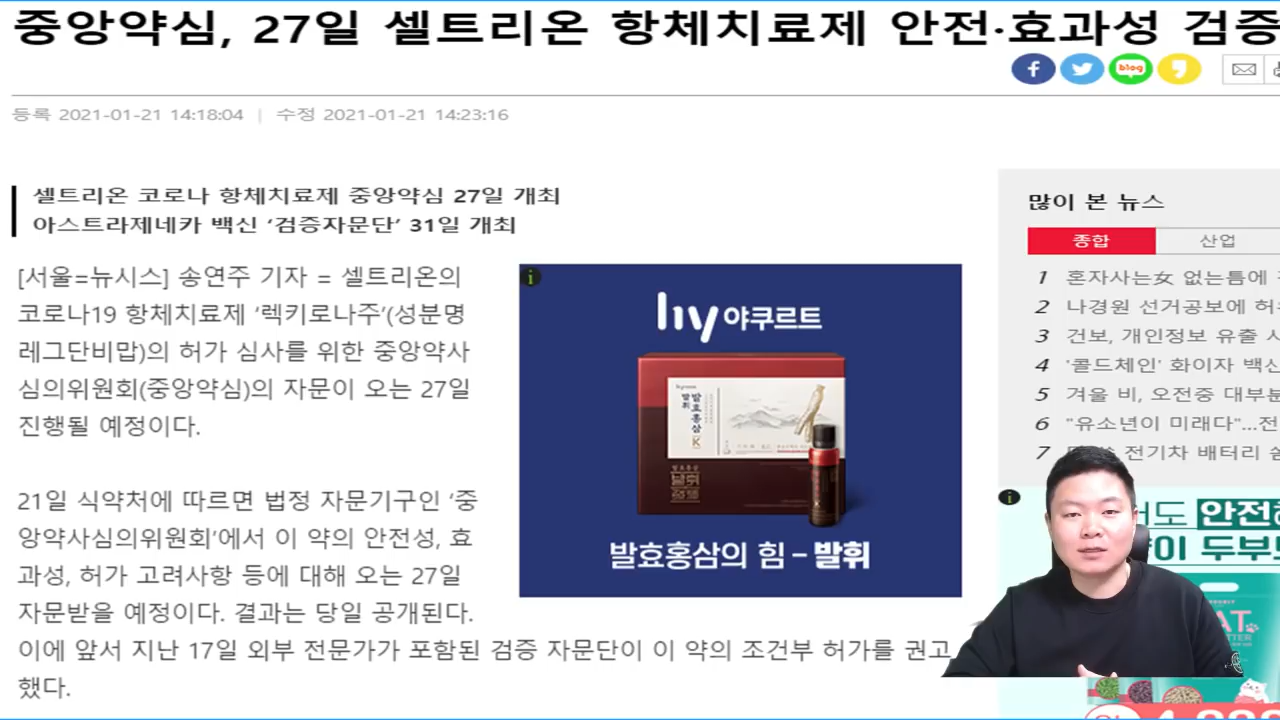 중앙약심, 27일 셀트리온 항체치료제 안전·효과성 검증
f
blog
등록 2021-01-21 14:18:04 | 수정 2021-01-21 14:23:16
셀트리온 코로나 항체치료제 중앙약심 27일 개최
아스트라제네카 백신 ‘검증자문단’ 31일 개최
[서울=뉴시스] 송연주 기자 = 셀트리온의
코로나19 항체치료제 ‘렉키로나주’(성분명
레그단비맙)의 허가 심사를 위한 중앙약사
심의위원회(중앙약심)의 자문이 오는 27일
진행될 예정이다.
21일 식약처에 따르면 법정 자문기구인 ‘중
앙약사심의위원회’에서 이 약의 안전성, 효
과성, 허가 고려사항 등에 대해 오는 27일
자문받을 예정이다. 결과는 당일 공개된다.
이에 앞서 지난 17일 외부 전문가가 포함된 검증 자문단이 이 약의 조건부 허가를 권고
했다.
hy야쿠르트
발효홍삼K
발휘
발효홍삼의 힘 – 발휘
많이 본 뉴스
종합 산업
1 혼자사는女 없는틈에
2 나경원 선거공보에 허
3 건보, 개인정보 유출
4 '콜드체인' 화이자 백신
5 겨울 비, 오전중 대부분
6 "유소년이 미래다"...전
7 전기차 배터리
도 안전한
이 두부